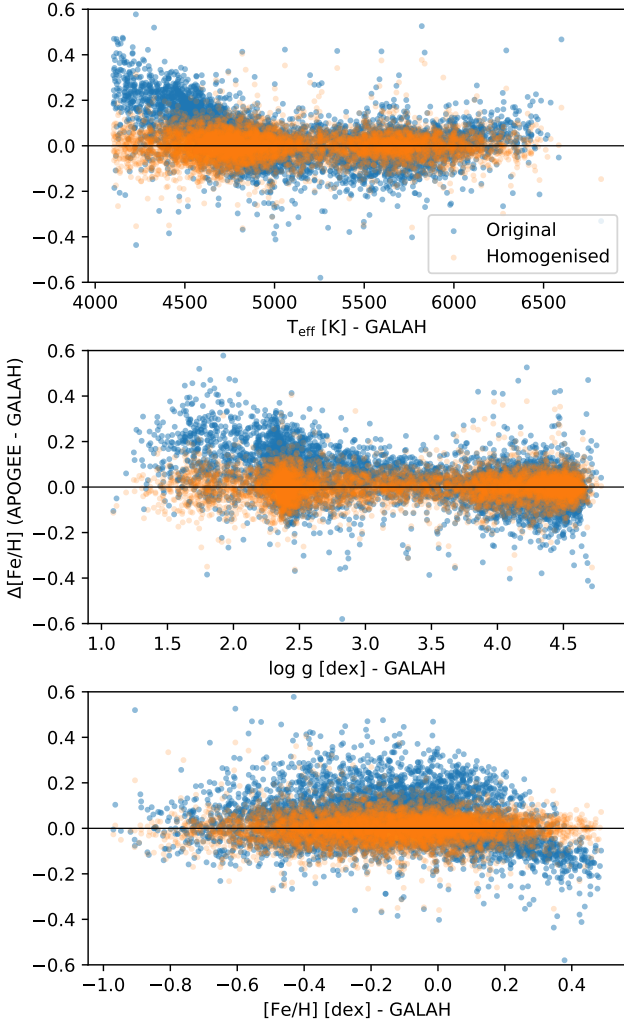 0.6
0.4
0.2
0.0
−0.2
−0.4
−0.6
Original
Homogenised
4000 4500 5000 5500 6000 6500
T_eff [K] - GALAH
Δ[Fe/H] (APOGEE - GALAH)
0.6
0.4
0.2
0.0
−0.2
−0.4
−0.6
1.0 1.5 2.0 2.5 3.0 3.5 4.0 4.5
log g [dex] - GALAH
0.6
0.4
0.2
0.0
−0.2
−0.4
−0.6
−1.0 −0.8 −0.6 −0.4 −0.2 0.0 0.2 0.4
[Fe/H] [dex] - GALAH